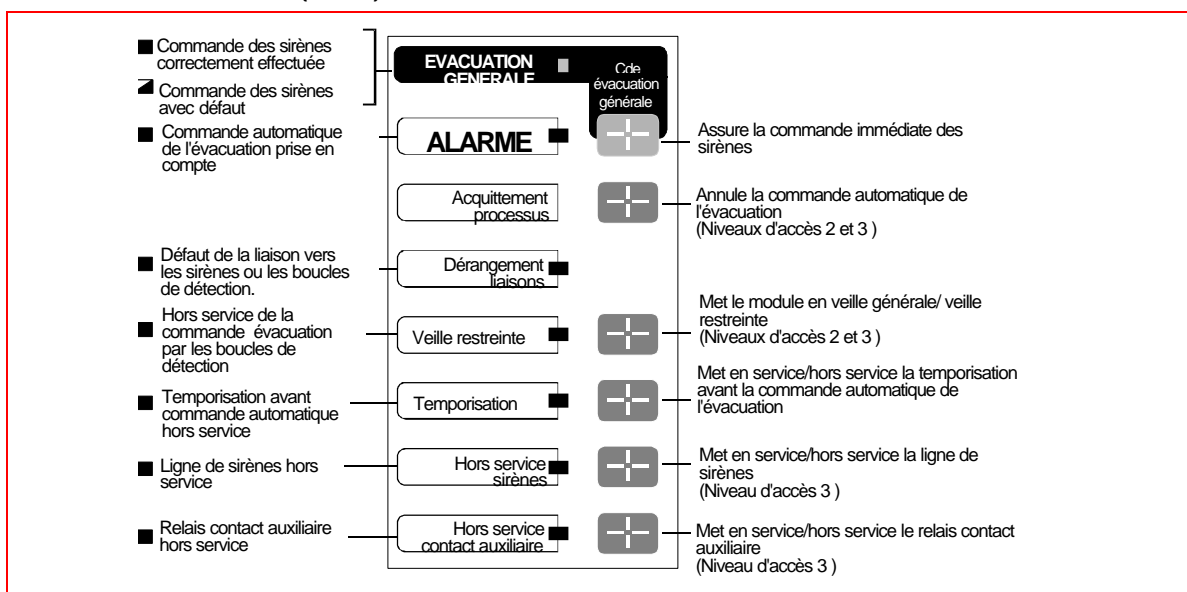 Commande des sirènes
correctement effectuée
Commande des sirènes
avec défaut
Commande automatique
de l'évacuation prise en
compte
Défaut de la liaison vers
les sirènes ou les boucles
de détection.
Hors service de la
commande évacuation
par les boucles de
détection
Temporisation avant
commande automatique
hors service
Ligne de sirènes hors
service
Relais contact auxiliaire
hors service
EVACUATION
GENERALE
Cde
évacuation
générale
ALARME
Acquittement
processus
Dérangement
liaisons
Veille restreinte
Temporisation
Hors service
sirènes
Hors service
contact auxiliaire
Assure la commande immédiate des
sirènes
Annule la commande automatique de
l'évacuation
(Niveaux d'accès 2 et 3 )
Met le module en veille générale/ veille
restreinte
(Niveaux d'accès 2 et 3 )
Met en service/hors service la temporisation
avant la commande automatique de
l'évacuation
Met en service/hors service la ligne de
sirènes
(Niveau d'accès 3 )
Met en service/hors service le relais contact
auxiliaire
(Niveau d'accès 3 )